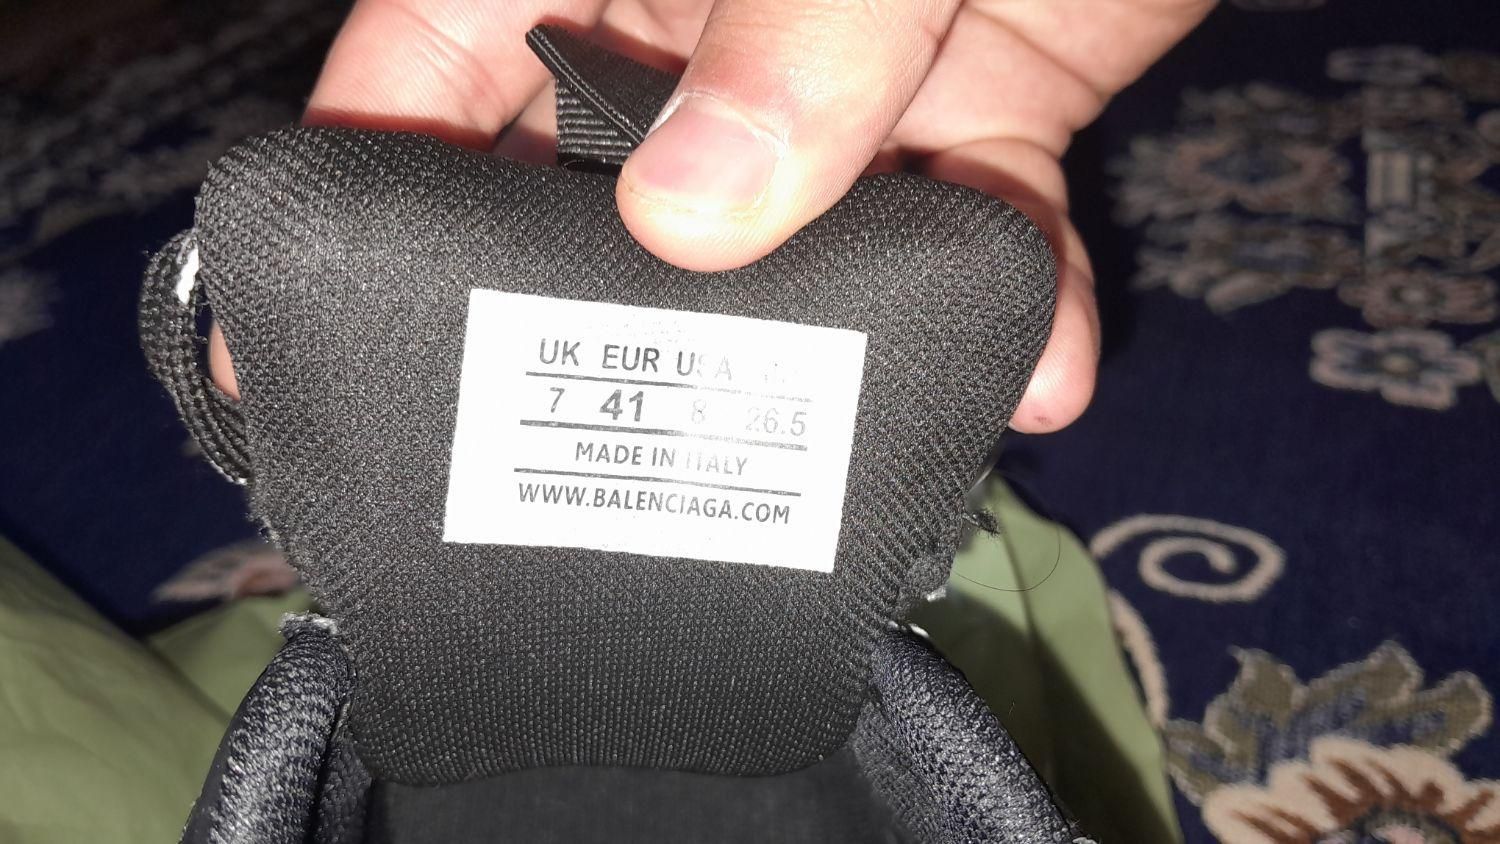 UK EUR USA
7 41 8 26.5
MADE IN ITALY
WWW.BALENCIAGA.COM